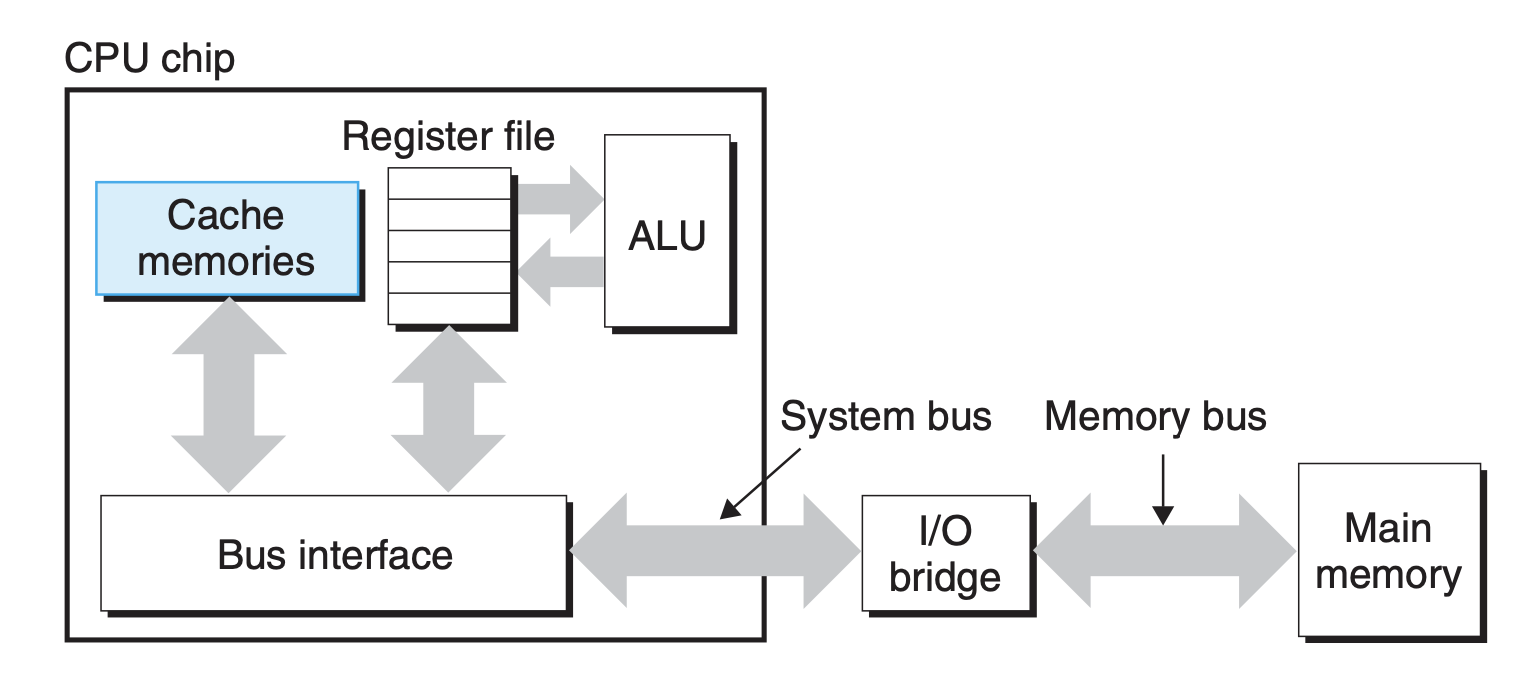 CPU chip
Register file
Cache
memories
ALU
System bus
Memory bus
Bus interface
I/O
bridge
Main
memory